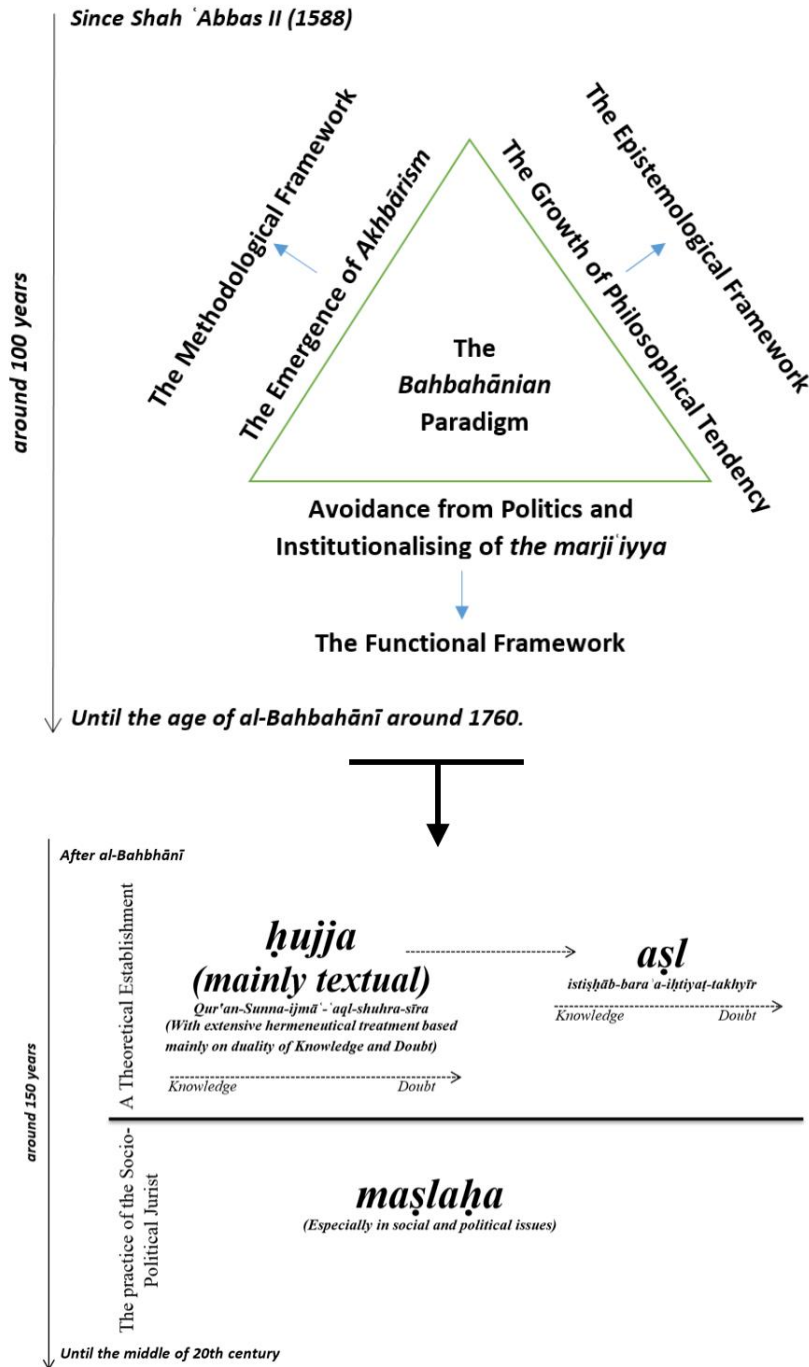 Since Shah ʿAbbas II (1588)
around 100 years
The Methodological Framework
The Emergence of Akhbārism
The Growth of Philosophical Tendency
The Epistemological Framework
The
Bahbahānian
Paradigm
Avoidance from Politics and
Institutionalising of the marjiʿiyya
The Functional Framework
Until the age of al-Bahbahānī around 1760.
After al-Bahbhānī
around 150 years
A Theoretical Establishment
ḥujja
(mainly textual)
Qur'an-Sunna-ijmāʿ-ʿaql-shuhra-sīra
(With extensive hermeneutical treatment based
mainly on duality of Knowledge and Doubt)
Knowledge Doubt
aṣl
istiṣḥāb-baraʾa-iḥtiyaṭ-takhyīr
Knowledge Doubt
The practice of the Socio-
Political Jurist
maṣlaḥa
(Especially in social and political issues)
Until the middle of 20th century